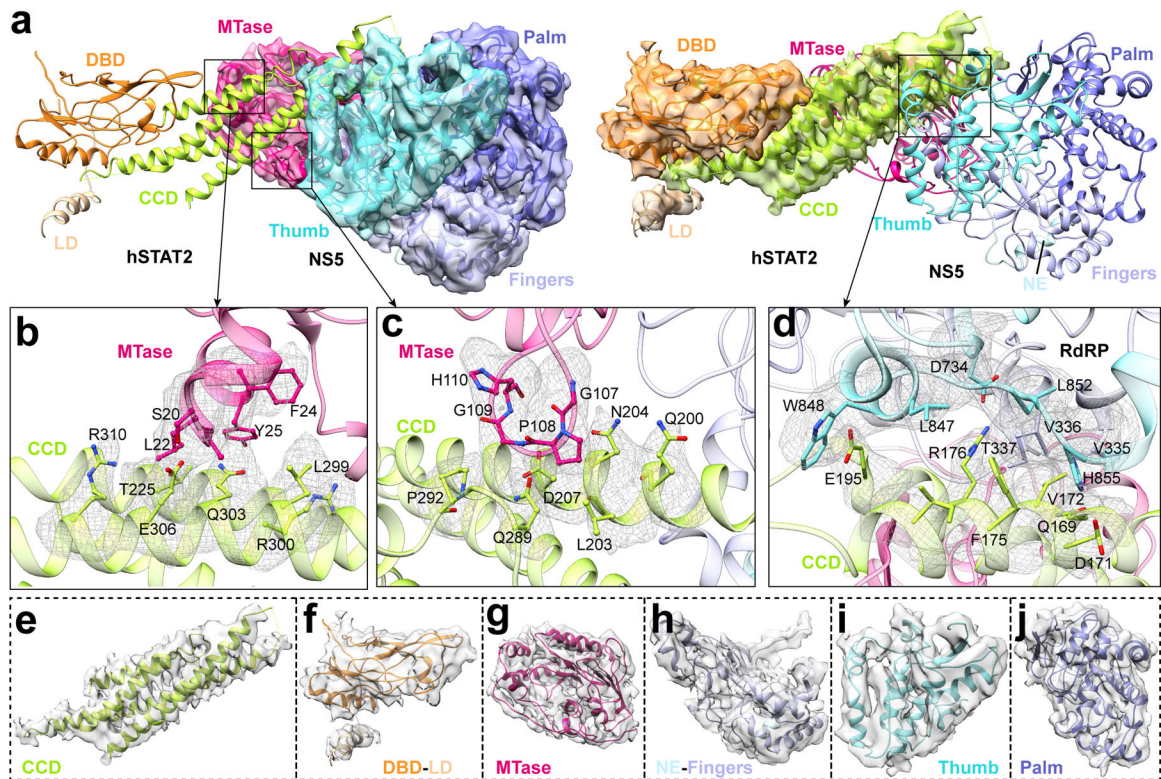 a
MTase
DBD
CCD
LD
hSTAT2
NS5
Thumb
Palm
Fingers
DBD
MTase
Palm
LD
CCD
Thumb
hSTAT2
NS5
NE
Fingers
b
MTase
S20
F24
L22
Y25
CCD
R310
T225
L299
E306
Q303
R300
c
MTase
H110
G107
G109
P108
N204
Q200
CCD
P292
D207
Q289
L203
d
RdRP
D734
L852
W848
L847
V336
R176
T337
V335
E195
H855
V172
Q169
CCD
F175
D171
e
CCD
f
DBD-LD
g
MTase
h
NE-Fingers
i
Thumb
j
Palm